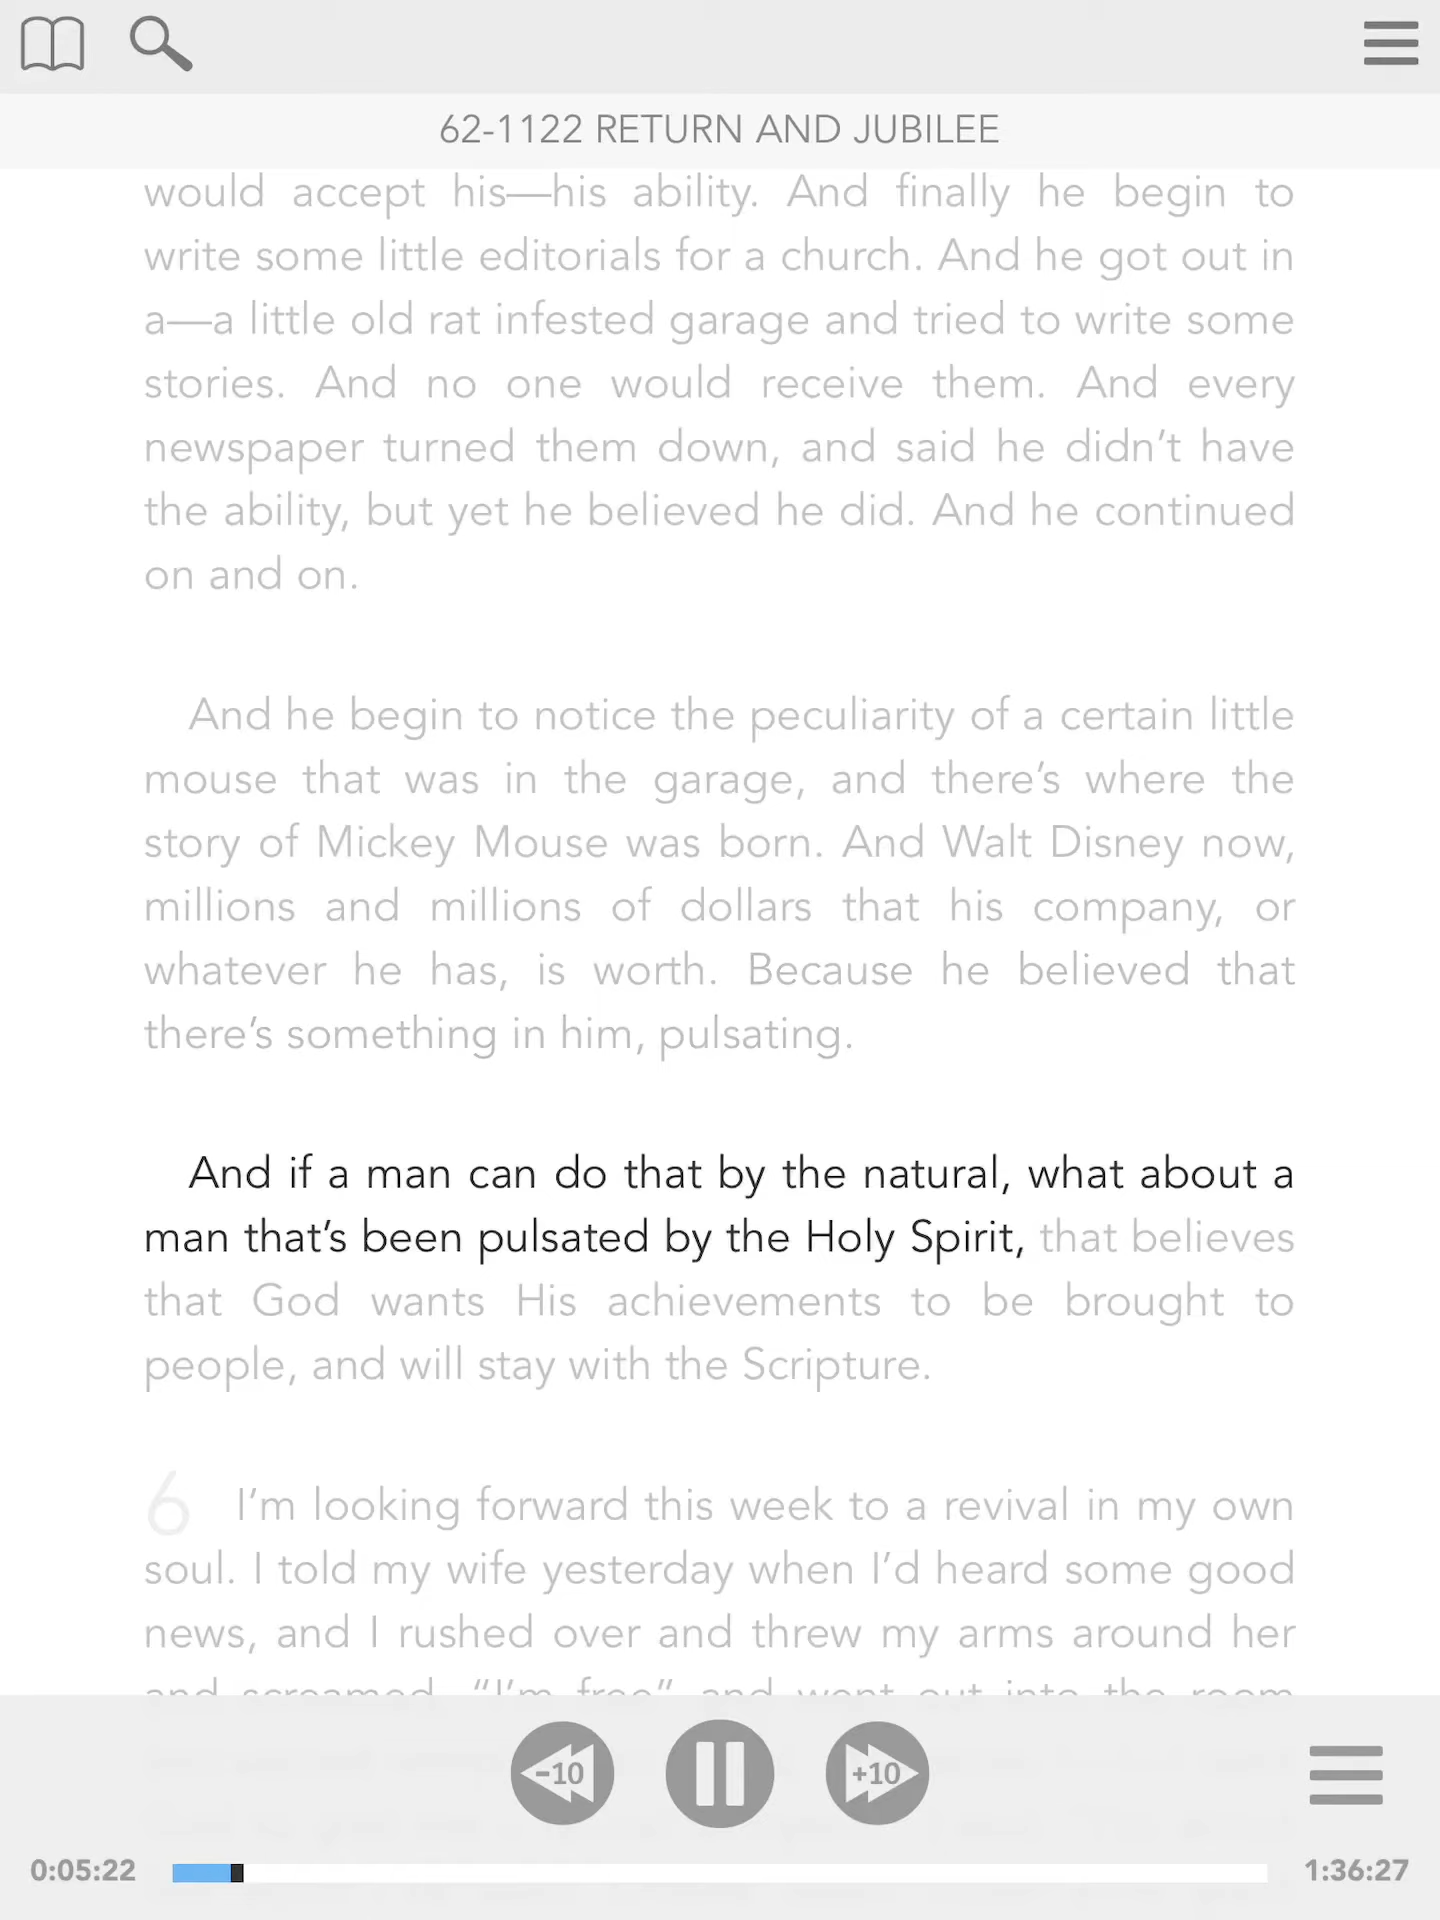 62-1122 RETURN AND JUBILEE
would accept his—his ability. And finally he begin to
write some little editorials for a church. And he got out in
a—a little old rat infested garage and tried to write some
stories. And no one would receive them. And every
newspaper turned them down, and said he didn’t have
the ability, but yet he believed he did. And he continued
on and on.
And he begin to notice the peculiarity of a certain little
mouse that was in the garage, and there’s where the
story of Mickey Mouse was born. And Walt Disney now,
millions and millions of dollars that his company, or
whatever he has, is worth. Because he believed that
there’s something in him, pulsating.
And if a man can do that by the natural, what about a
man that’s been pulsated by the Holy Spirit, that believes
that God wants His achievements to be brought to
people, and will stay with the Scripture.
6 I’m looking forward this week to a revival in my own
soul. I told my wife yesterday when I’d heard some good
news, and I rushed over and threw my arms around her
and screamed, “I’m free” and went out into the room
-10 +10
0:05:22 1:36:27